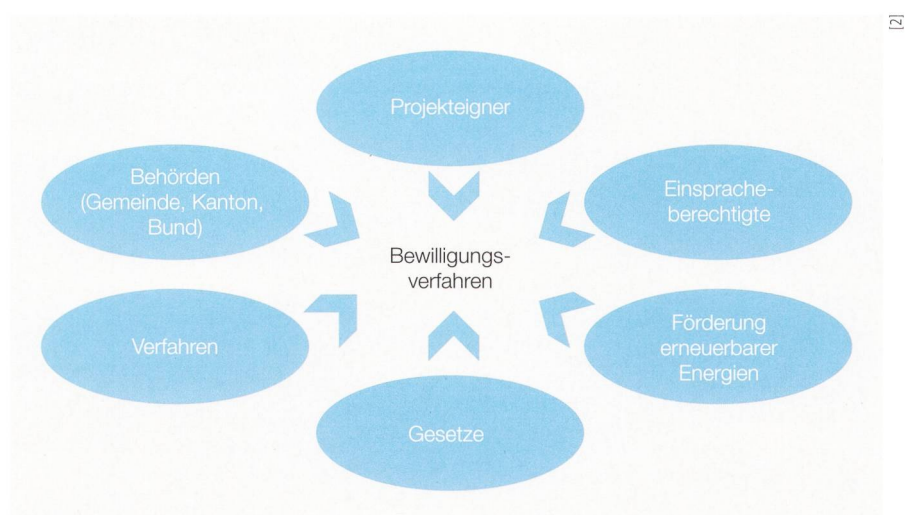 [2]
Projekteigner
Behörden
(Gemeinde, Kanton,
Bund)
Einsprache-
berechtigte
Bewilligungs-
verfahren
Verfahren
Förderung
erneuerbarer
Energien
Gesetze